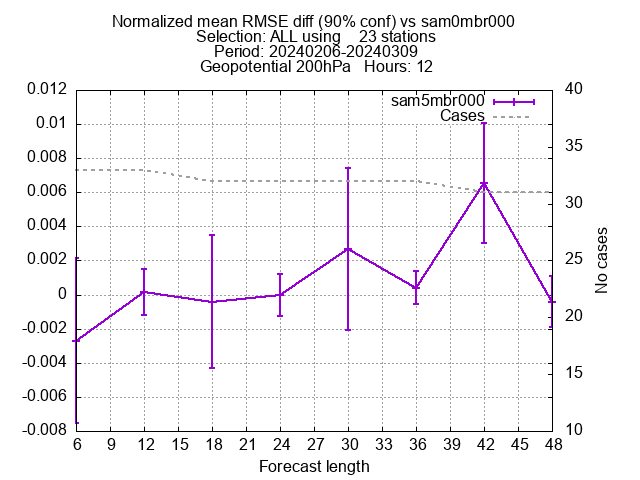 Normalized mean RMSE diff (90% conf) vs sam0mbr000
Selection: ALL using    23 stations
Period: 20240206-20240309
Geopotential 200hPa   Hours: 12
sam5mbr000
Cases
0.012
0.01
0.008
0.006
0.004
0.002
0
-0.002
-0.004
-0.006
-0.008
40
35
30
25
20
15
10
No cases
6 9 12 15 18 21 24 27 30 33 36 39 42 45 48
Forecast length